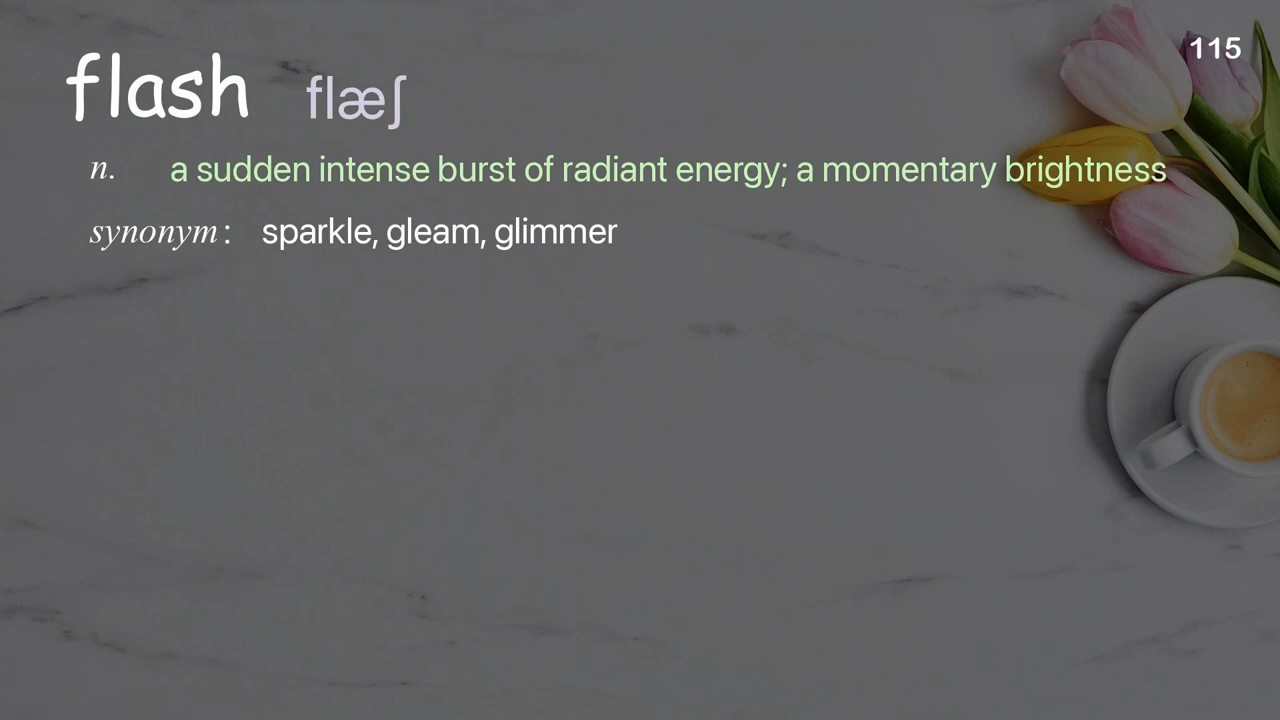 115
flash flæʃ
n. a sudden intense burst of radiant energy; a momentary brightness
synonym : sparkle, gleam, glimmer